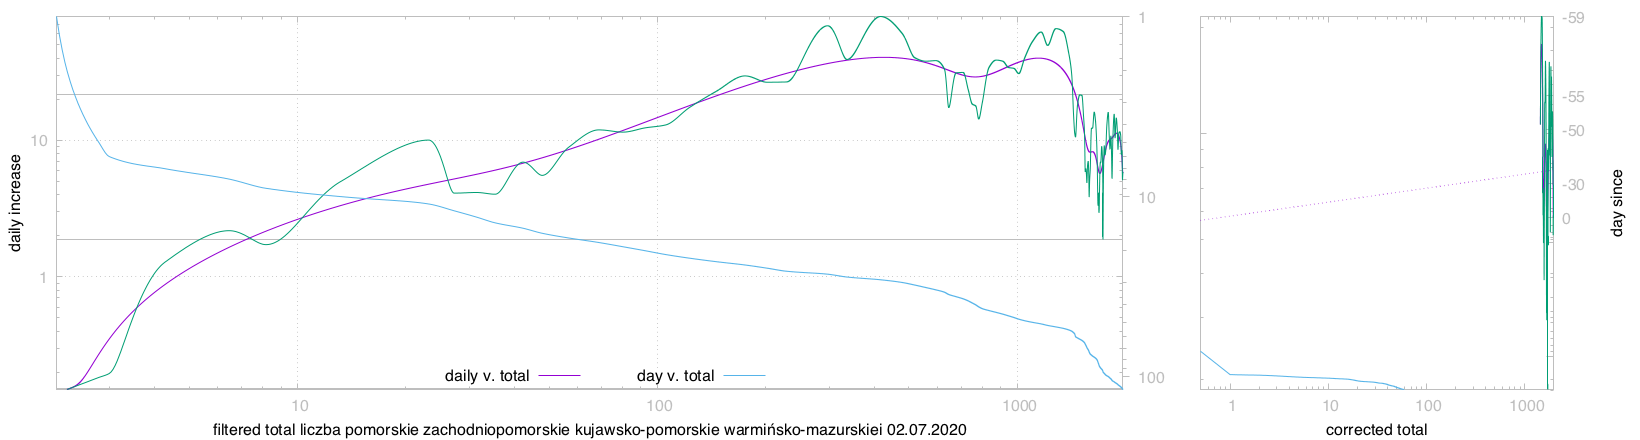 1
-59
-55
10
-50
-30
10
0
1
daily increase
day since
daily v. total
day v. total
100
10
100
1000
1
10
100
1000
filtered total liczba pomorskie zachodniopomorskie kujawsko-pomorskie warmińsko-mazurskiei 02.07.2020
corrected total